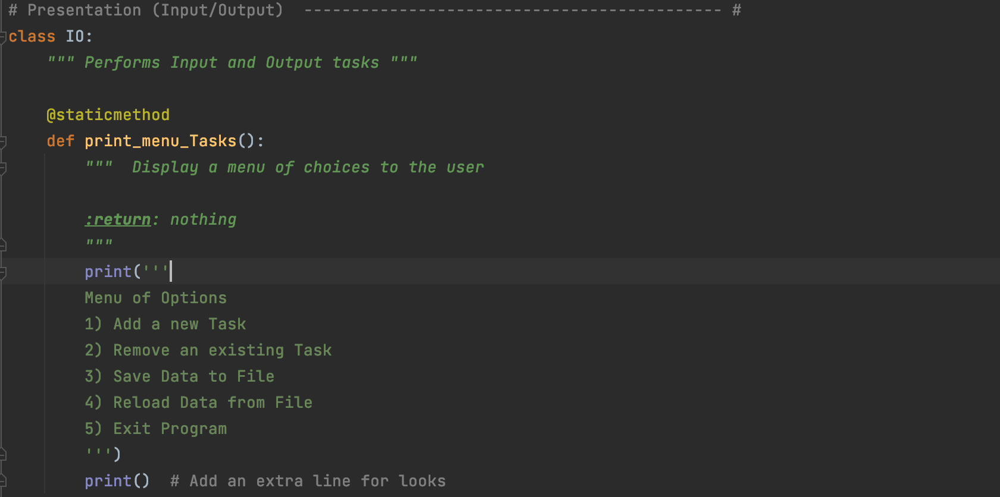 # Presentation (Input/Output)  -------------------------------------------- #
class IO:
    """ Performs Input and Output tasks """

    @staticmethod
    def print_menu_Tasks():
        """  Display a menu of choices to the user

        :return: nothing
        """
        print('''
        Menu of Options
        1) Add a new Task
        2) Remove an existing Task
        3) Save Data to File
        4) Reload Data from File
        5) Exit Program
        ''')
        print()  # Add an extra line for looks